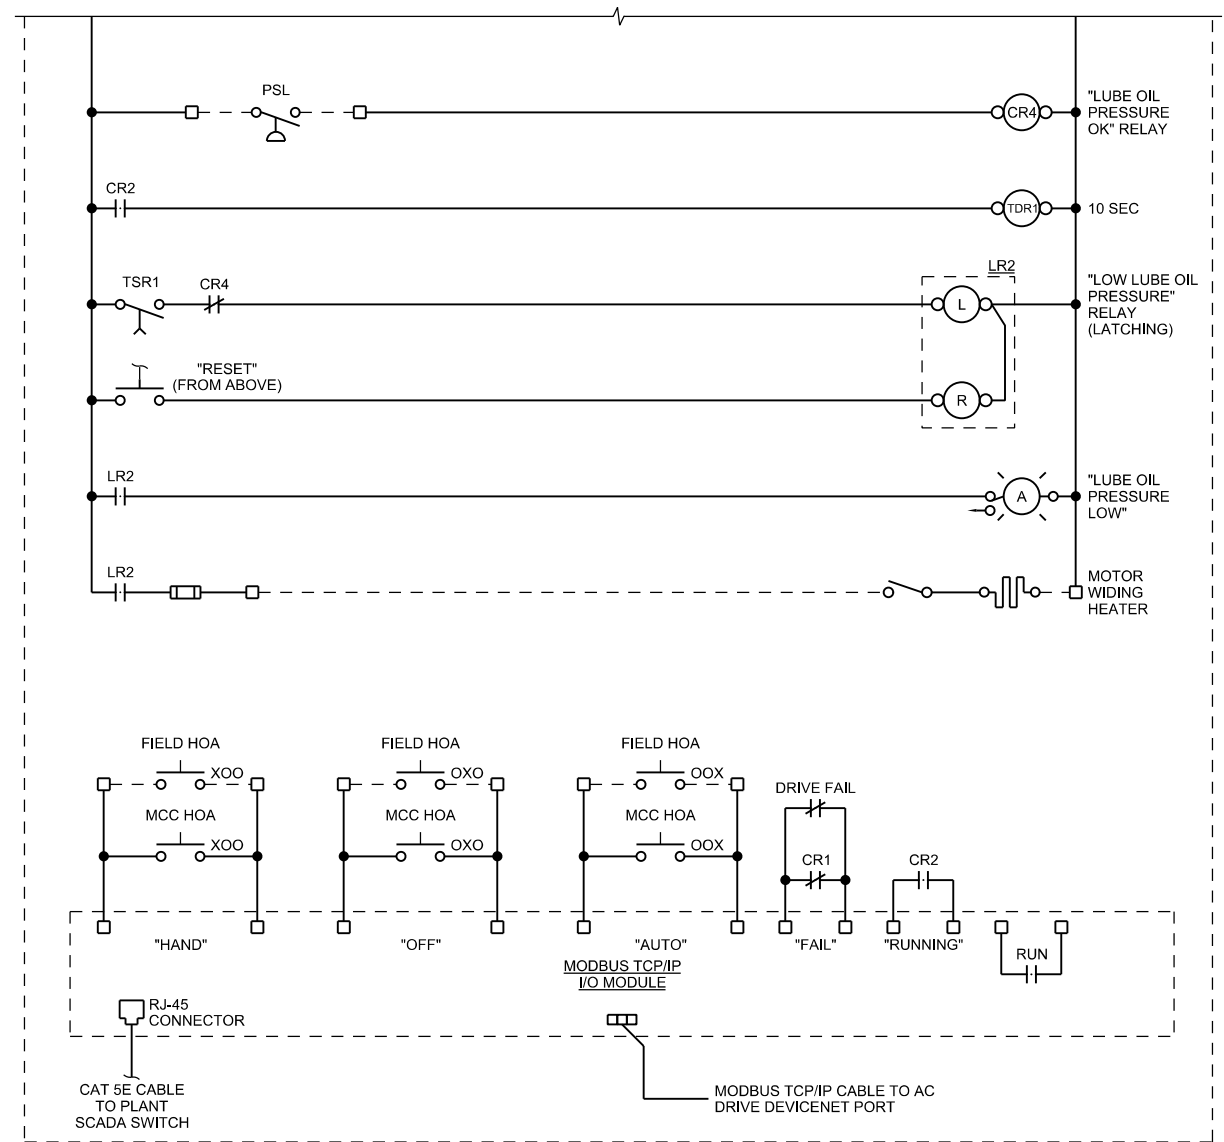 PSL
CR4
"LUBE OIL
PRESSURE
OK" RELAY
CR2
TDR1
10 SEC
TSR1
CR4
LR2
L
"LOW LUBE OIL
PRESSURE"
RELAY
(LATCHING)
"RESET"
(FROM ABOVE)
R
LR2
A
"LUBE OIL
PRESSURE
LOW"
LR2
MOTOR
WIDING
HEATER
FIELD HOA
XOO
MCC HOA
XOO
"HAND"
FIELD HOA
OXO
MCC HOA
OXO
"OFF"
FIELD HOA
OOX
MCC HOA
OOX
"AUTO"
DRIVE FAIL
CR1
"FAIL"
CR2
"RUNNING"
RUN
MODBUS TCP/IP
I/O MODULE
RJ-45
CONNECTOR
CAT 5E CABLE
TO PLANT
SCADA SWITCH
MODBUS TCP/IP CABLE TO AC
DRIVE DEVICENET PORT